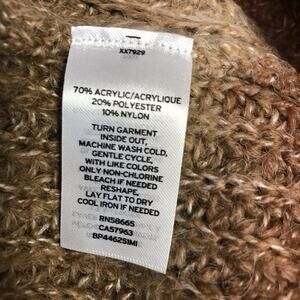 XX7929
70% ACRYLIC/ACRYLIQUE
20% POLYESTER
10% NYLON
TURN GARMENT
INSIDE OUT,
MACHINE WASH COLD,
GENTLE CYCLE,
WITH LIKE COLORS
ONLY NON-CHLORINE
BLEACH IF NEEDED
RESHAPE,
LAY FLAT TO DRY
COOL IRON IF NEEDED
RN58665
CA57963
BP446251MI